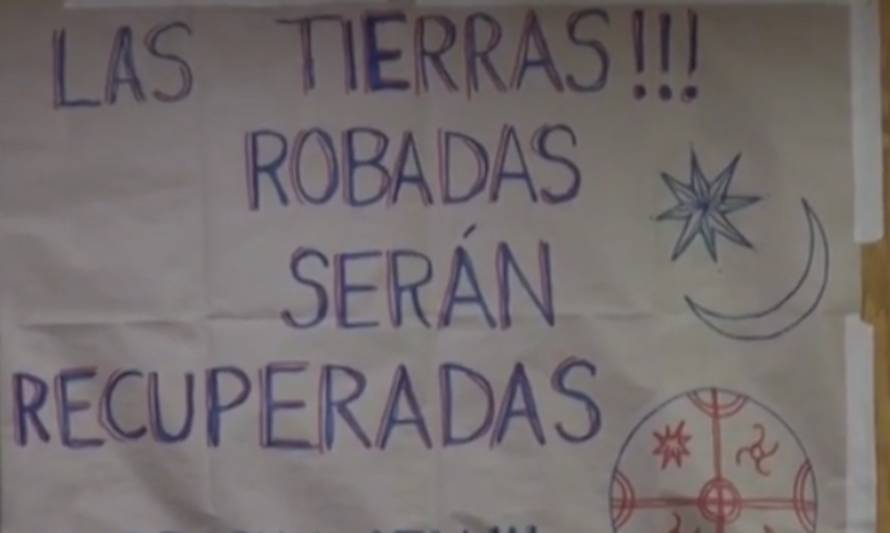 LAS TIERRAS!!!
ROBADAS
SERÁN
RECUPERADAS